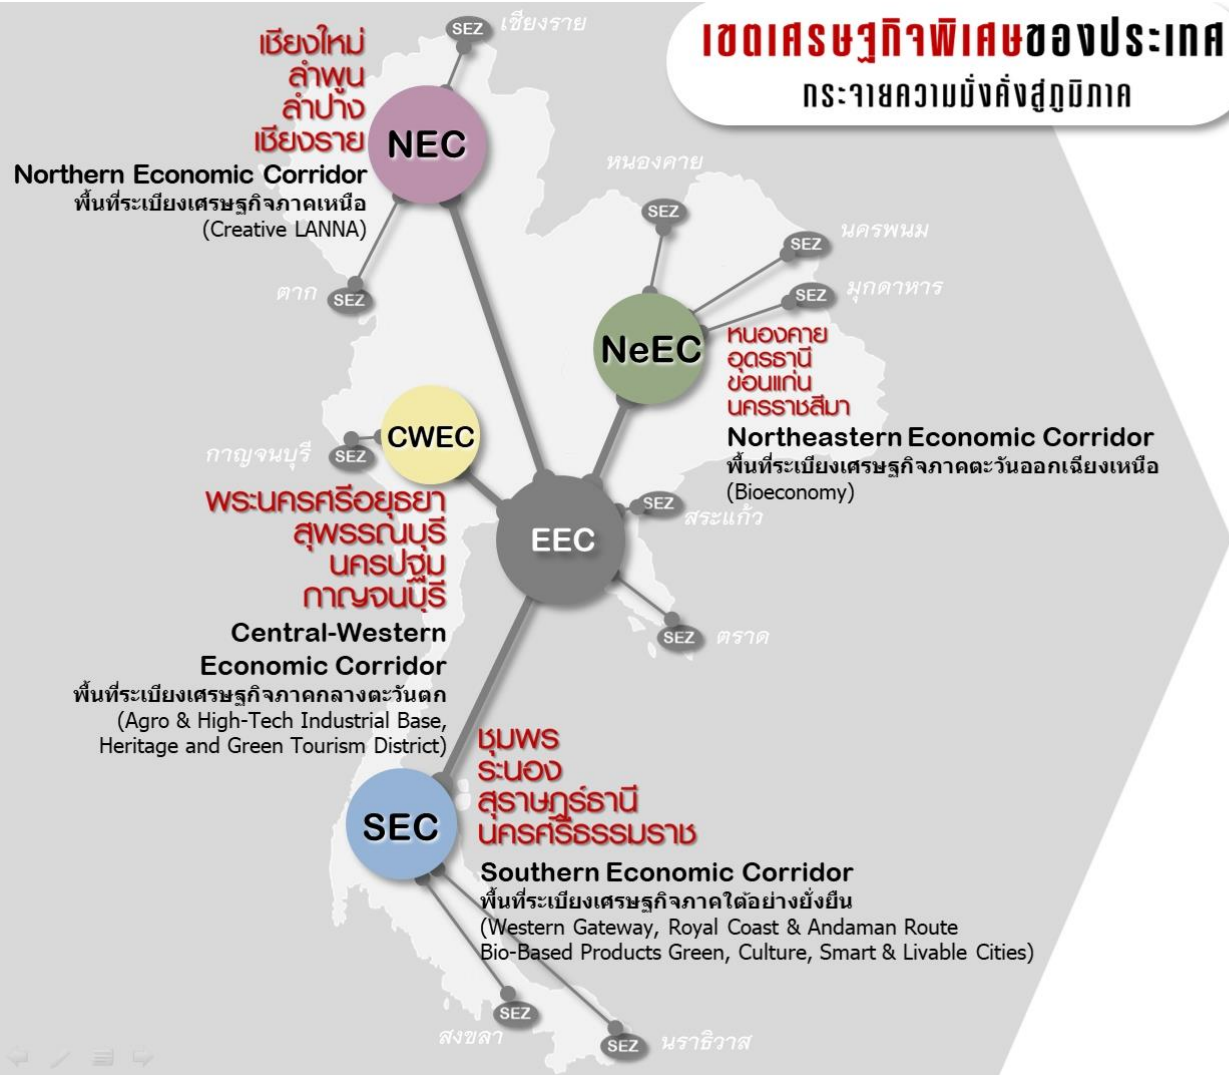 เขตเศรษฐกิจพิเศษของประเทศ
กระจายความมั่งคั่งสู่ภูมิภาค
SEZ เชียงราย
เชียงใหม่
ลำพูน
ลำปาง
เชียงราย
NEC
Northern Economic Corridor
พื้นที่ระเบียงเศรษฐกิจภาคเหนือ
(Creative LANNA)
ตาก SEZ
หนองคาย
SEZ
SEZ นครพนม
SEZ มุกดาหาร
NeEC
หนองคาย
อุดรธานี
ขอนแก่น
นครราชสีมา
Northeastern Economic Corridor
พื้นที่ระเบียงเศรษฐกิจภาคตะวันออกเฉียงเหนือ
(Bioeconomy)
CWEC
กาญจนบุรี SEZ
พระนครศรีอยุธยา
สุพรรณบุรี
นครปฐม
กาญจนบุรี
Central-Western
Economic Corridor
พื้นที่ระเบียงเศรษฐกิจภาคกลางตะวันตก
(Agro & High-Tech Industrial Base,
Heritage and Green Tourism District)
EEC
SEZ สระแก้ว
SEZ ตราด
SEC
ชุมพร
ระนอง
สุราษฎร์ธานี
นครศรีธรรมราช
Southern Economic Corridor
พื้นที่ระเบียงเศรษฐกิจภาคใต้อย่างยั่งยืน
(Western Gateway, Royal Coast & Andaman Route
Bio-Based Products Green, Culture, Smart & Livable Cities)
SEZ
สงขลา
SEZ นราธิวาส